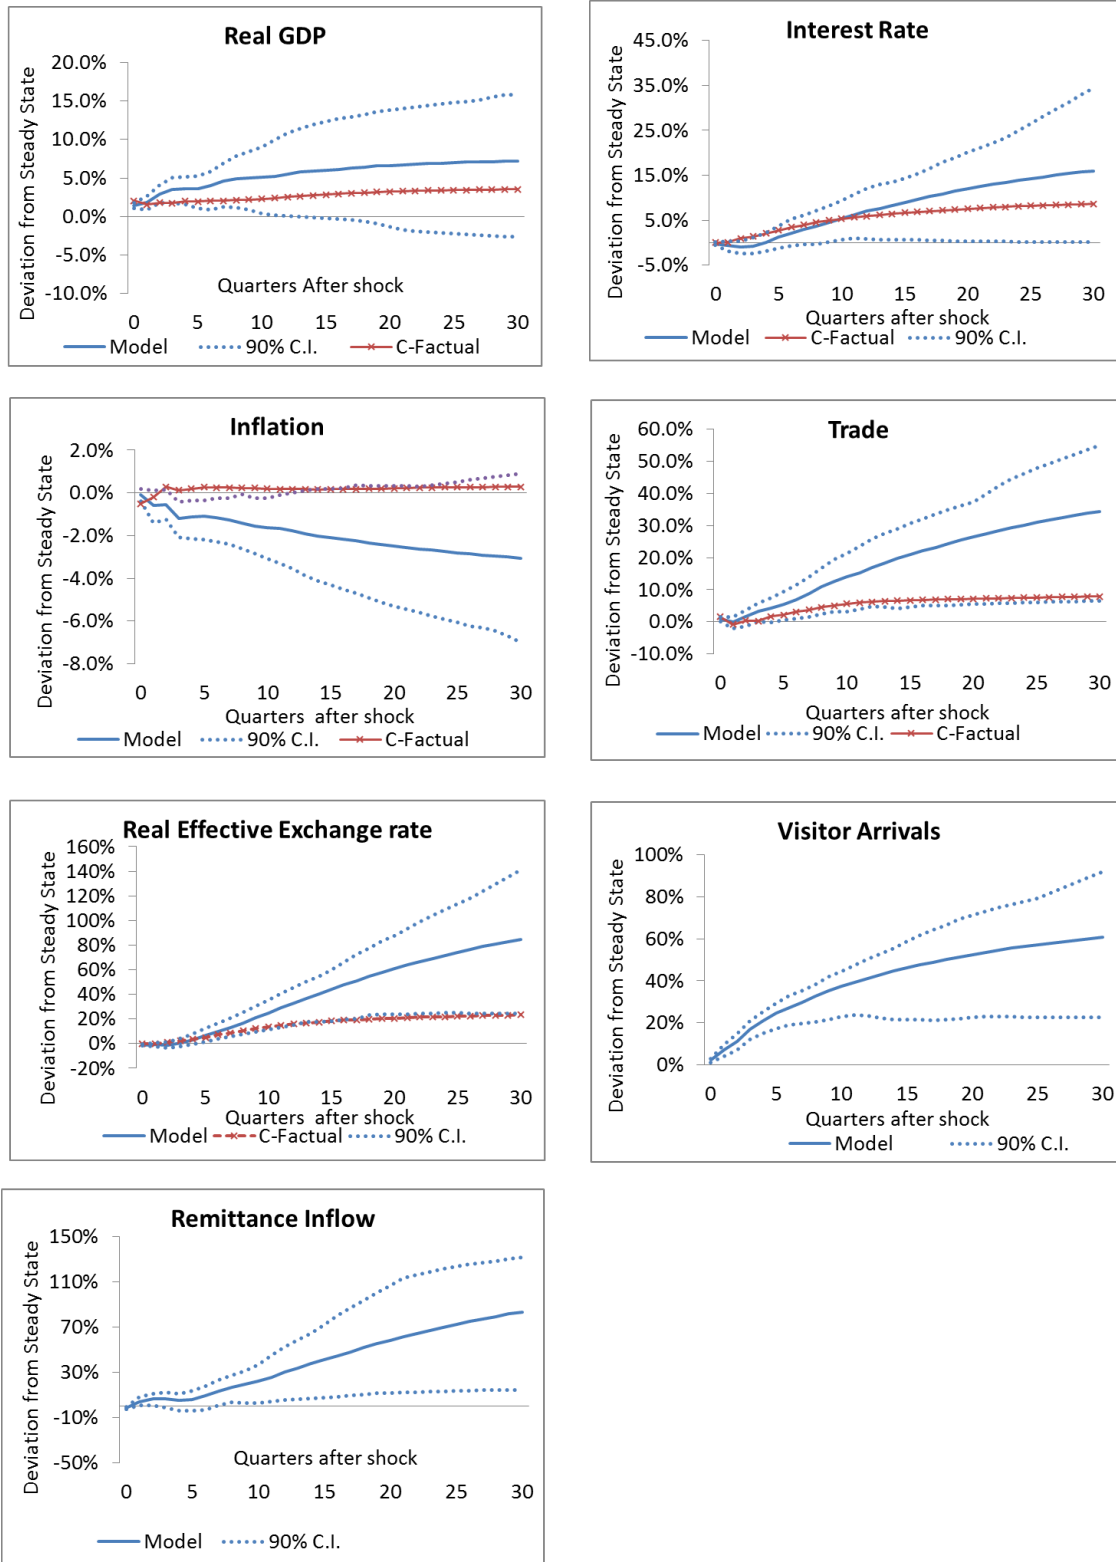 Real GDP
Deviation from Steady State
20.0%
15.0%
10.0%
5.0%
0.0%
-5.0%
-10.0%
Quarters After shock
0 5 10 15 20 25 30
Model 90% C.I. C-Factual
Interest Rate
Deviation from Steady State
45.0%
35.0%
25.0%
15.0%
5.0%
-5.0%
0 5 10 15 20 25 30
Quarters after shock
Model C-Factual 90% C.I.
Inflation
Deviation from Steady State
2.0%
0.0%
-2.0%
-4.0%
-6.0%
-8.0%
0 5 10 15 20 25 30
Quarters after shock
Model 90% C.I. C-Factual
Trade
Deviation from Steady State
60.0%
50.0%
40.0%
30.0%
20.0%
10.0%
0.0%
-10.0%
0 5 10 15 20 25 30
Quarters after shock
Model 90% C.I. C-Factual
Real Effective Exchange rate
Deviation from Steady State
160%
140%
120%
100%
80%
60%
40%
20%
0%
-20%
0 5 10 15 20 25 30
Quarters after shock
Model C-Factual 90% C.I.
Visitor Arrivals
Deviation from Steady State
100%
80%
60%
40%
20%
0%
0 5 10 15 20 25 30
Quarters after shock
Model 90% C.I.
Remittance Inflow
Deviation from Steady State
150%
110%
70%
30%
-10%
-50%
Quarters after shock
0 5 10 15 20 25 30
Model 90% C.I.